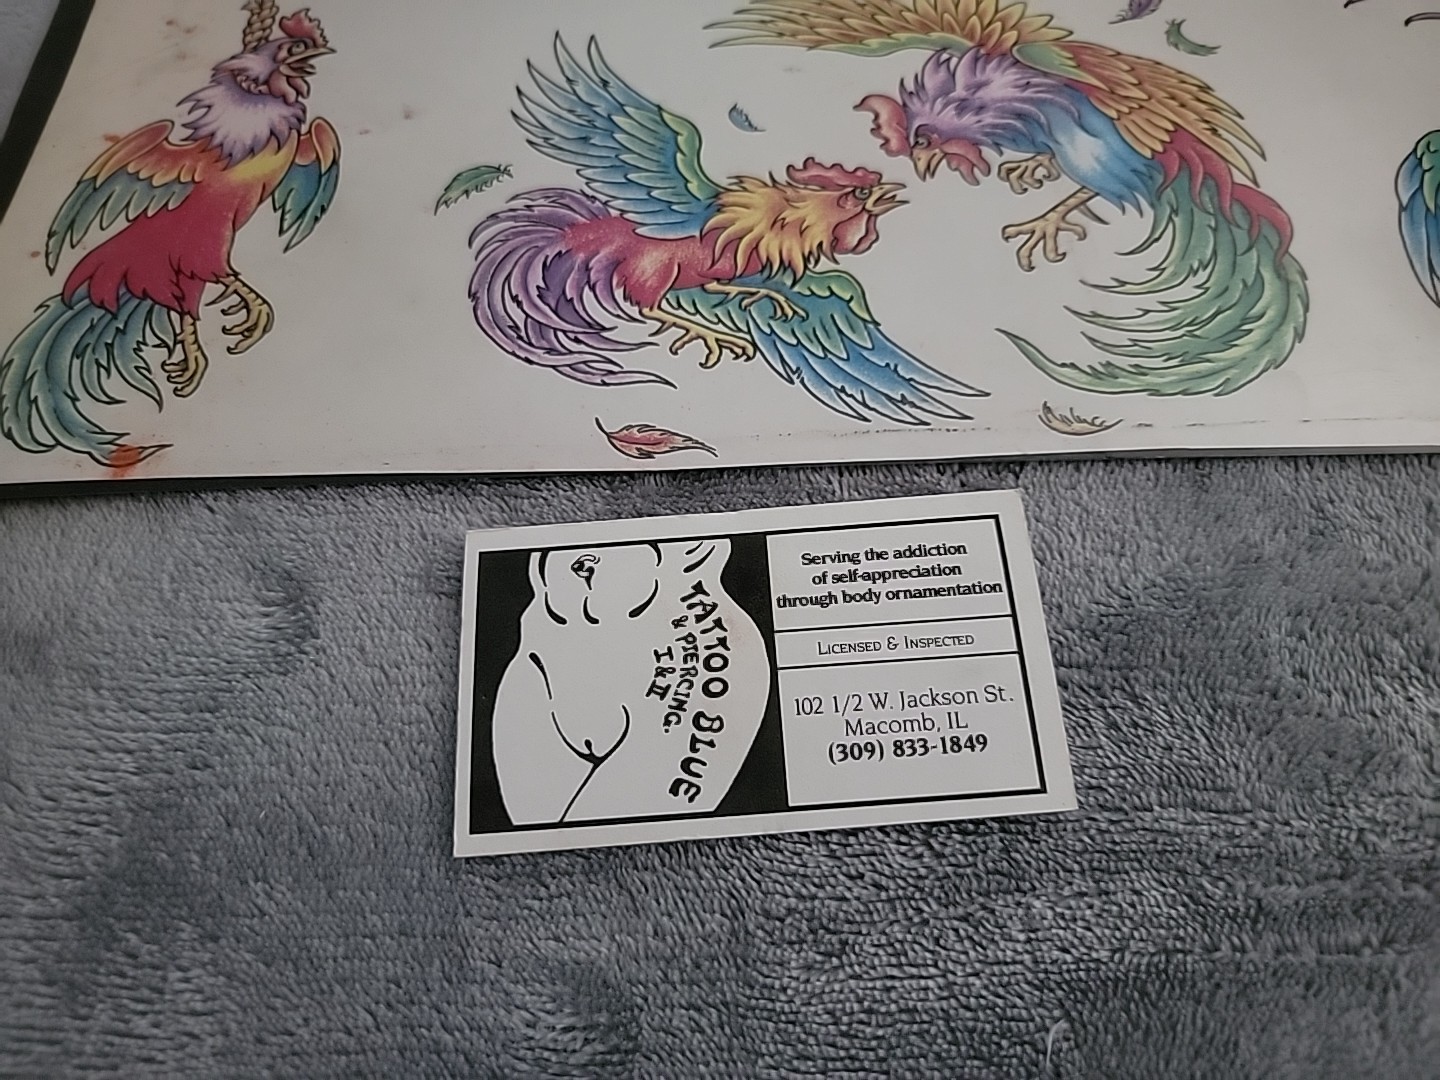 TATTOO BLUE
& PIERCING.
I & II
Serving the addiction
of self-appreciation
through body ornamentation
LICENSED & INSPECTED
102 1/2 W. Jackson St.
Macomb, IL
(309) 833-1849